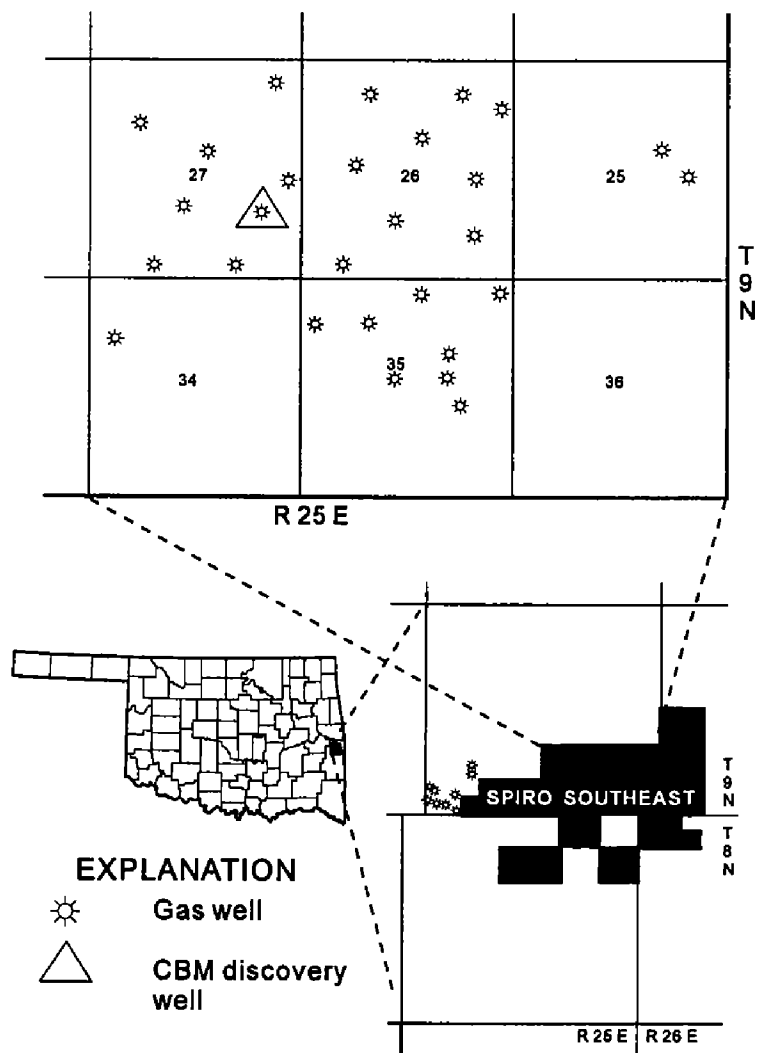 27
26
25
T
9
N
34
35
36
R 25 E
SPIRO SOUTHEAST
T
9
N
T
8
N
EXPLANATION
Gas well
CBM discovery
well
R 25 E
R 26 E